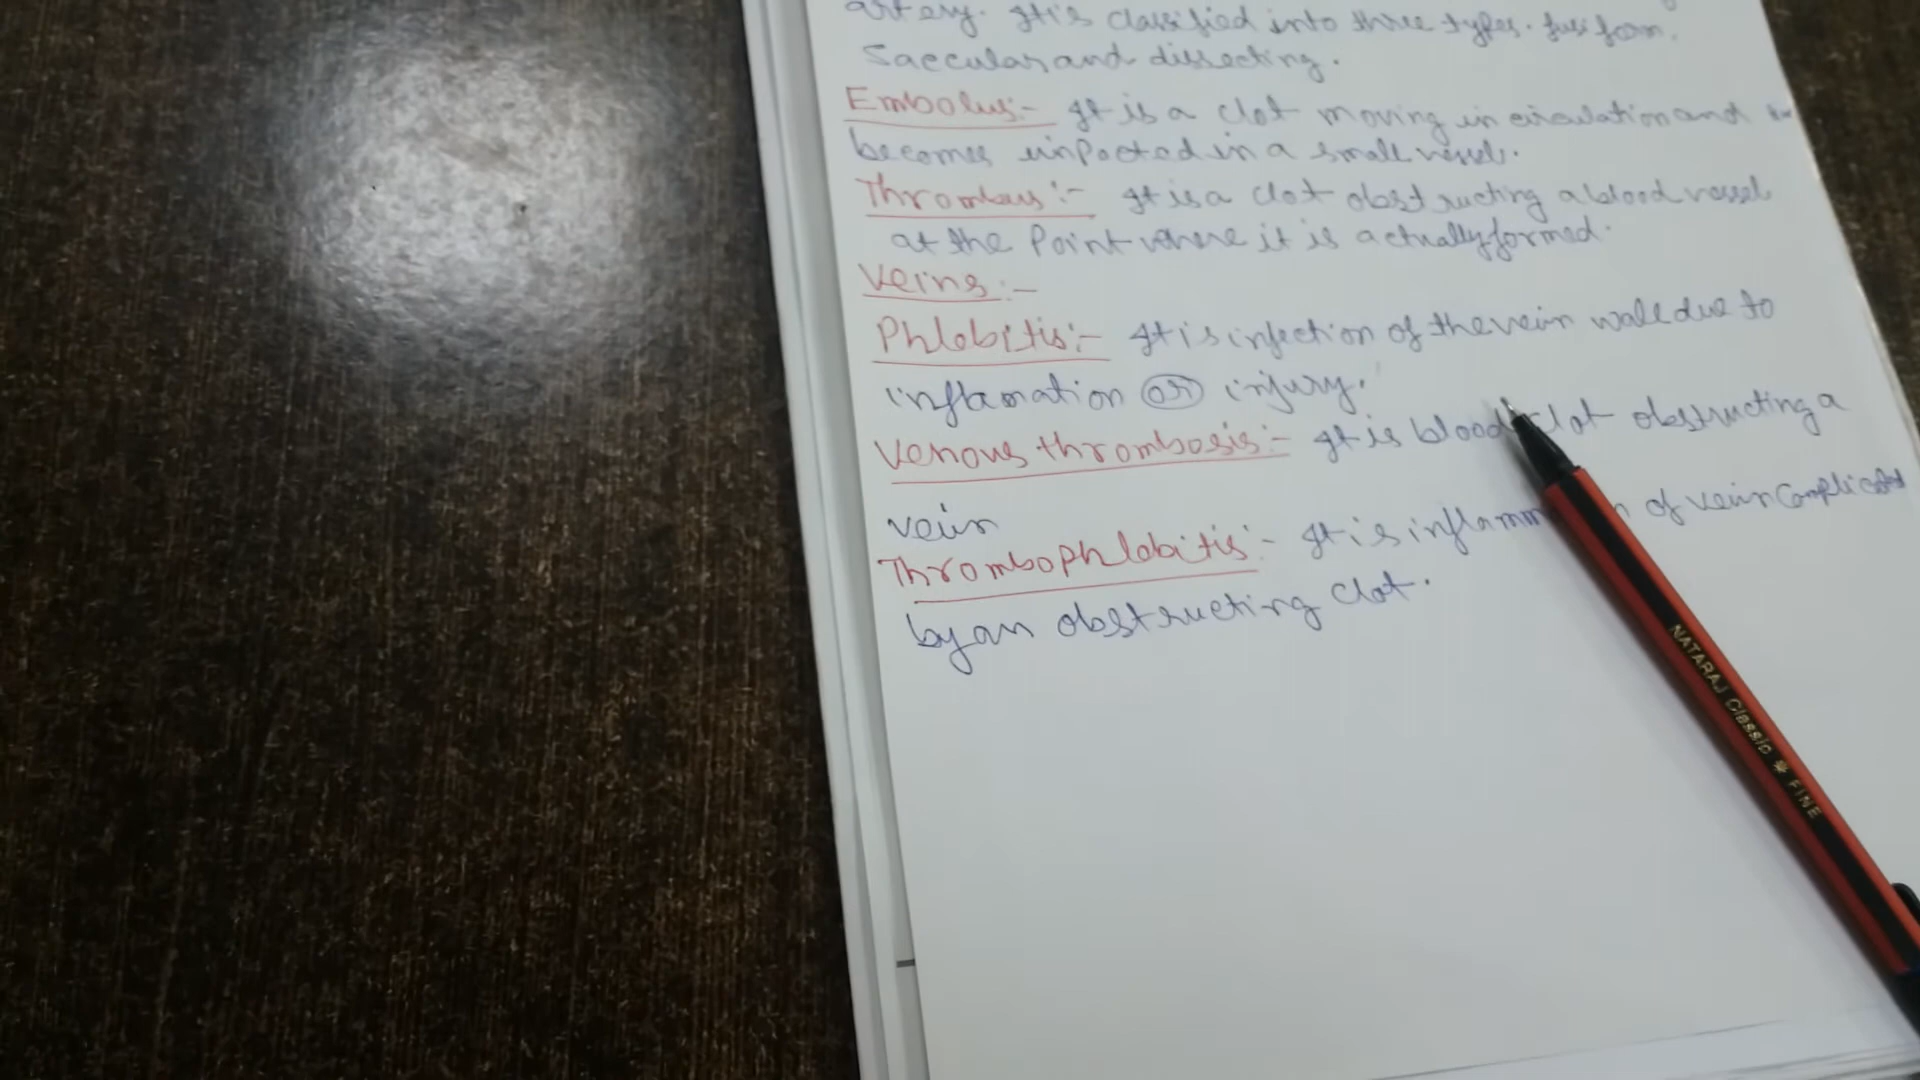 artery. It is classified into three types. fusiform,
Saccular and dissecting.
Embolus:- It is a clot moving in circulation and
becomes impacted in a small vessel.
Thrombus:- It is a clot obstructing a blood vessel
at the Point where it is actually formed.
Veins:-
Phlebitis:- It is infection of the vein wall due to
inflamation or injury.
Venous thrombosis:- It is blood clot obstructing a
vein
Thrombophlebitis:- It is inflamm n of vein Complicated
by an obstructing clot.
NATARAJ Classic FINE